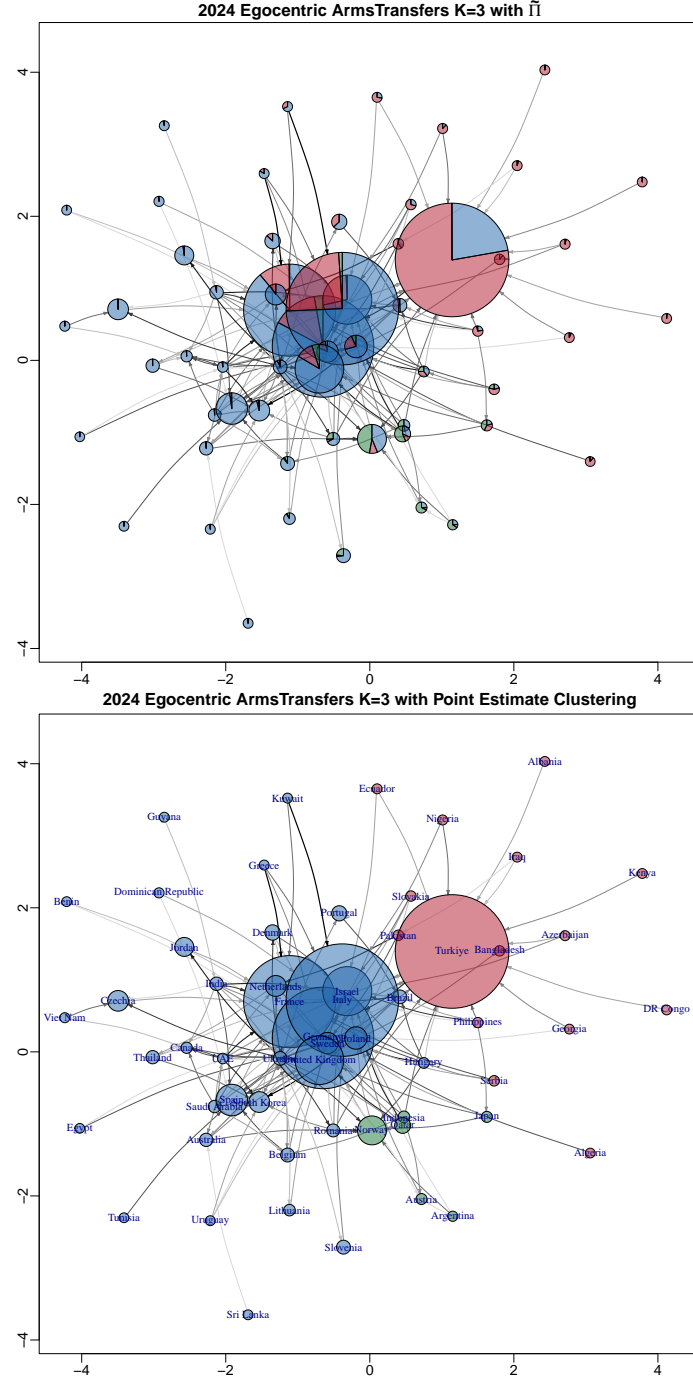 2024 Egocentric ArmsTransfers K=3 with Π̃
4
2
0
−2
−4
−4 −2 0 2 4
2024 Egocentric ArmsTransfers K=3 with Point Estimate Clustering
4
2
0
−2
−4
Albania
Ecuador
Kuwait
Guyana
Nigeria
Iraq
Greece
Kenya
Dominican Republic
Slovakia
Benin
Portugal
Denmark
Pakistan
Azerbaijan
Jordan
Turkiye
Bangladesh
India
Netherlands
Israel
Czechia
France
Italy
Brazil
DR Congo
Viet Nam
Philippines
Georgia
Germany
Poland
Sweden
Canada
Thailand
UAE
United Kingdom
Hungary
Serbia
Spain
South Korea
Saudi Arabia
Indonesia
Japan
Qatar
Egypt
Romania
Norway
Australia
Belgium
Algeria
Austria
Lithuania
Argentina
Tunisia
Uruguay
Slovenia
Sri Lanka
−4 −2 0 2 4